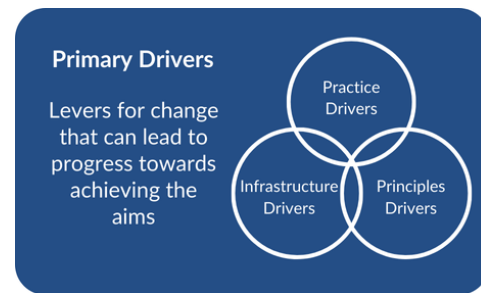 Primary Drivers
Levers for change
that can lead to
progress towards
achieving the
aims
Practice
Drivers
Infrastructure
Drivers
Principles
Drivers